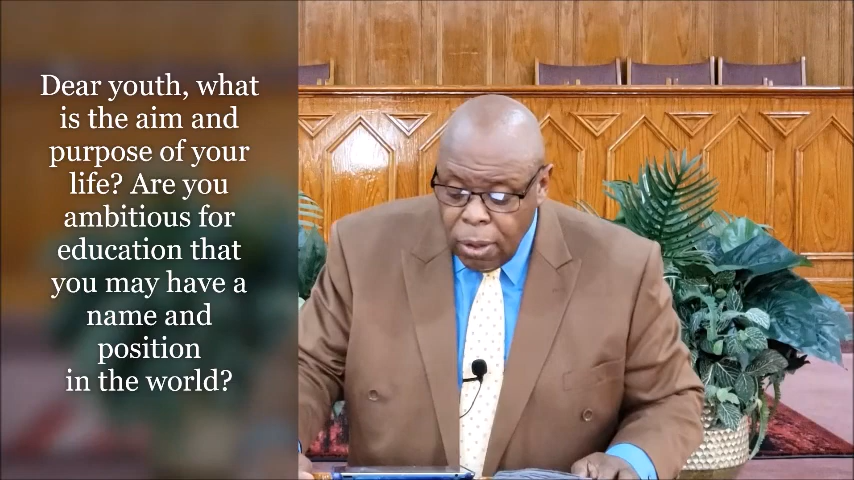 Dear youth, what
is the aim and
purpose of your
life? Are you
ambitious for
education that
you may have a
name and
position
in the world?